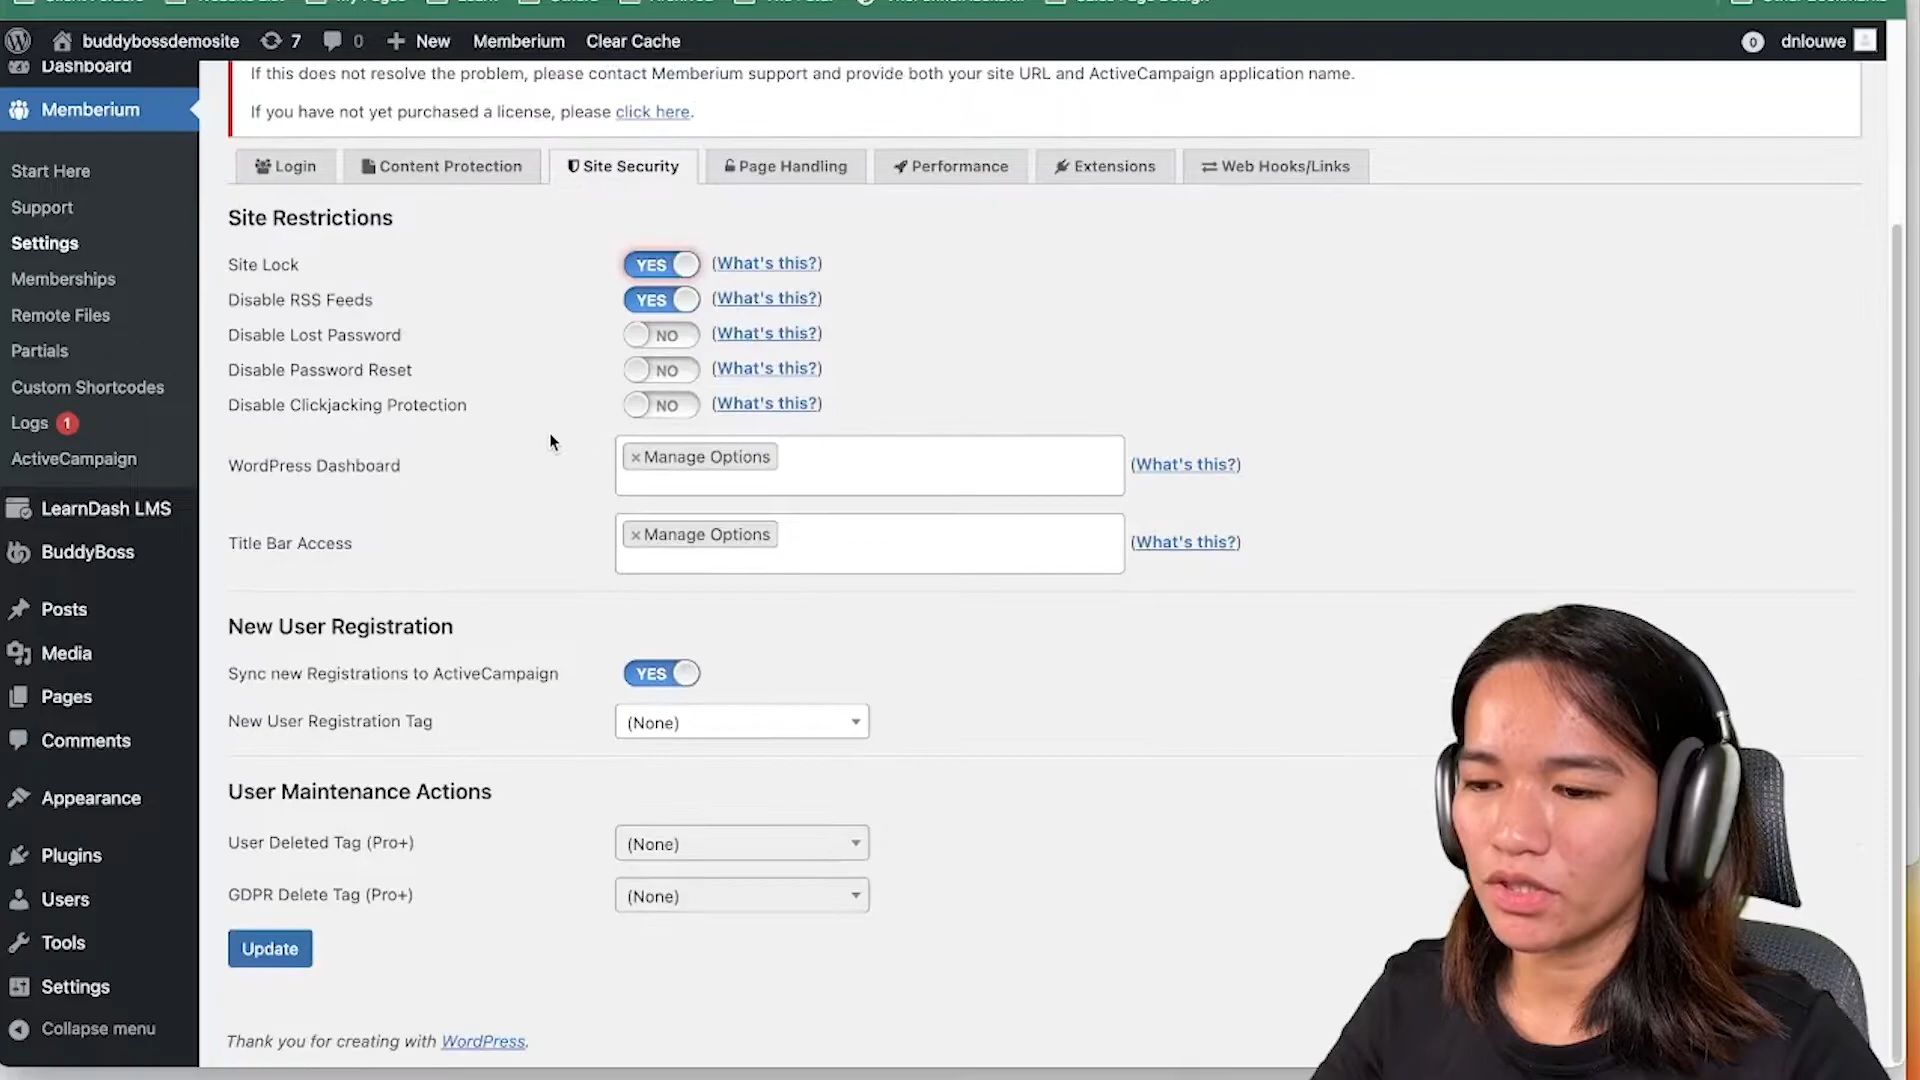 buddybossdemosite 7 0 New Memberium Clear Cache 0 dnlouwe
Dashboard
Memberium
Start Here
Support
Settings
Memberships
Remote Files
Partials
Custom Shortcodes
Logs 1
ActiveCampaign
LearnDash LMS
BuddyBoss
Posts
Media
Pages
Comments
Appearance
Plugins
Users
Tools
Settings
Collapse menu
If this does not resolve the problem, please contact Memberium support and provide both your site URL and ActiveCampaign application name.
If you have not yet purchased a license, please click here.
Login Content Protection Site Security Page Handling Performance Extensions Web Hooks/Links
Site Restrictions
Site Lock YES (What's this?)
Disable RSS Feeds YES (What's this?)
Disable Lost Password NO (What's this?)
Disable Password Reset NO (What's this?)
Disable Clickjacking Protection NO (What's this?)
WordPress Dashboard ×Manage Options (What's this?)
Title Bar Access ×Manage Options (What's this?)
New User Registration
Sync new Registrations to ActiveCampaign YES
New User Registration Tag (None)
User Maintenance Actions
User Deleted Tag (Pro+) (None)
GDPR Delete Tag (Pro+) (None)
Update
Thank you for creating with WordPress.